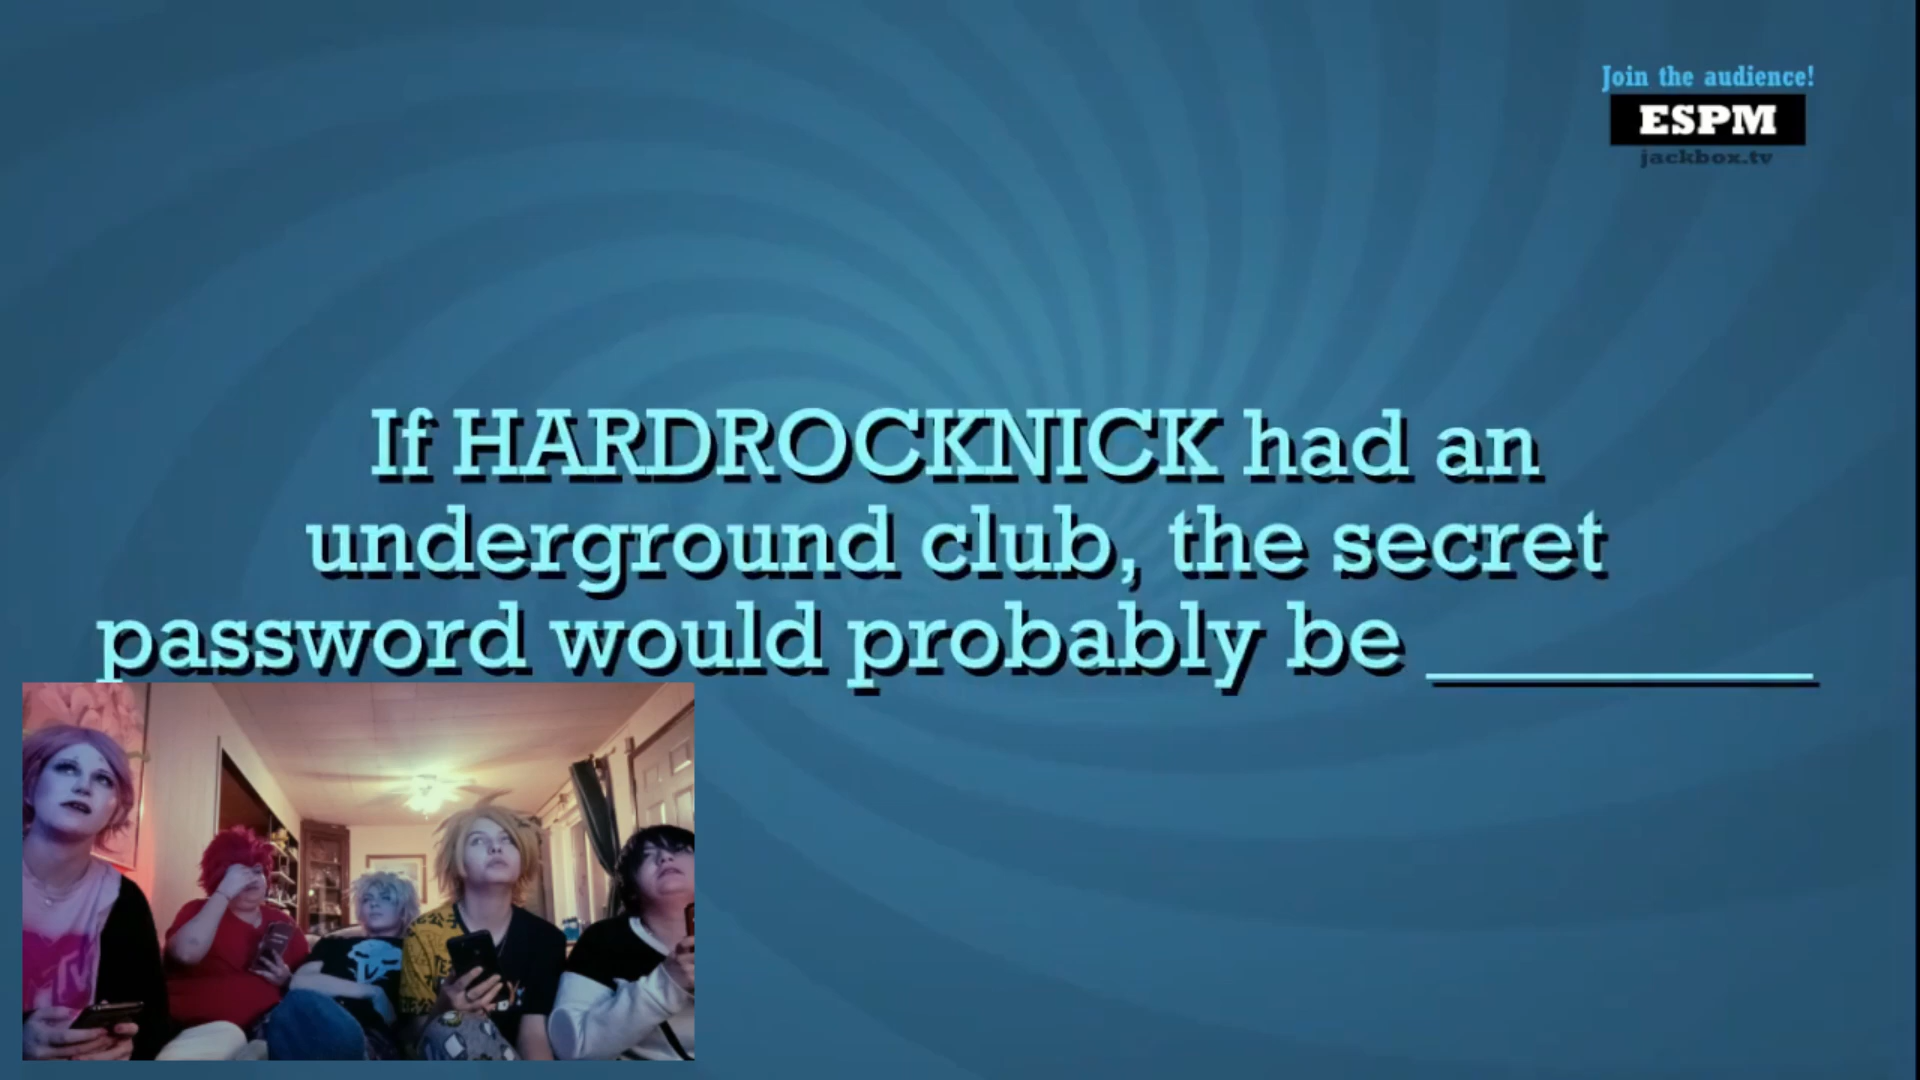 Join the audience!
ESPM
jackbox.tv
If HARDROCKNICK had an
underground club, the secret
password would probably be ________